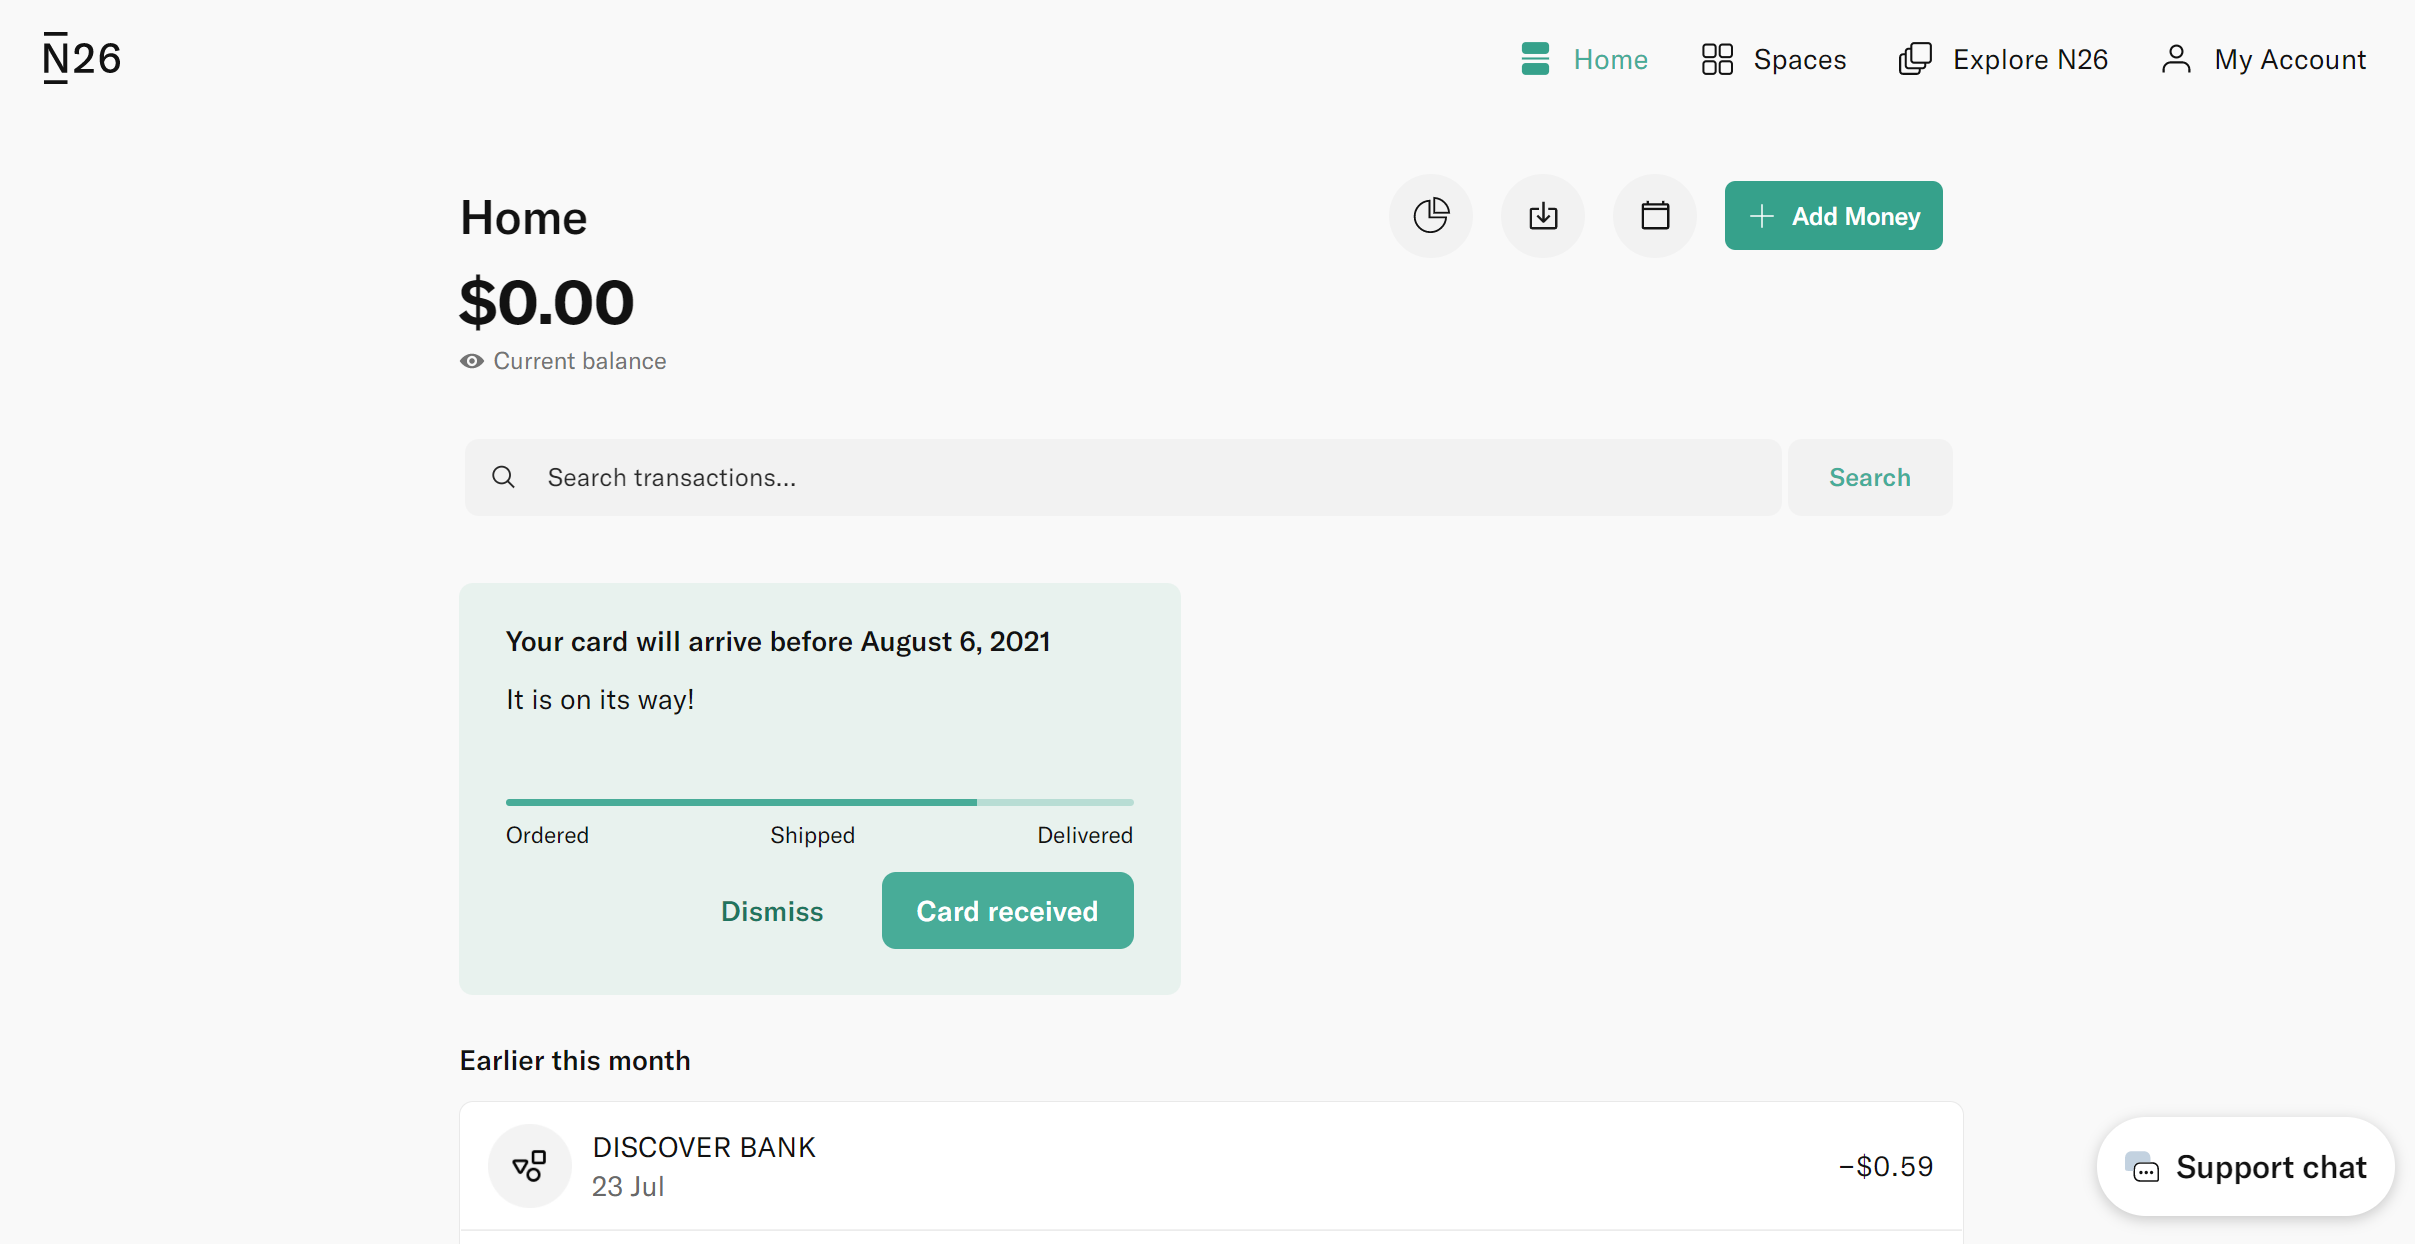 N26
Home
Spaces
Explore N26
My Account
Home
Add Money
$0.00
Current balance
Search transactions...
Search
Your card will arrive before August 6, 2021
It is on its way!
Ordered
Shipped
Delivered
Dismiss
Card received
Earlier this month
DISCOVER BANK
–$0.59
23 Jul
Support chat